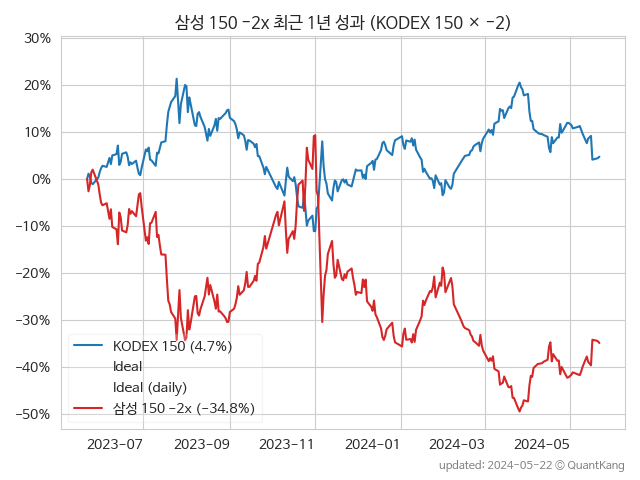 삼성 150 −2x 최근 1년 성과 (KODEX 150 × −2)
30%
20%
10%
0%
−10%
−20%
−30%
−40%
−50%
KODEX 150 (4.7%)
Ideal
Ideal (daily)
삼성 150 −2x (−34.8%)
2023−07
2023−09
2023−11
2024−01
2024−03
2024−05
updated: 2024−05−22 © QuantKang